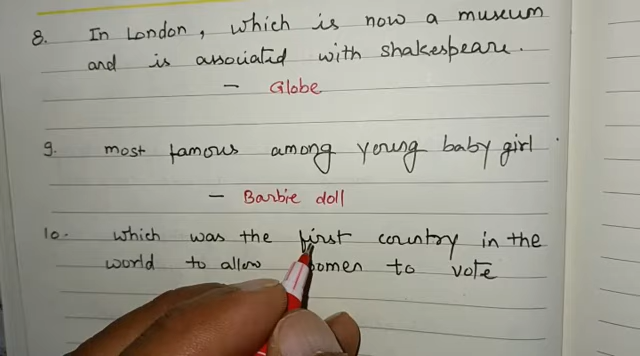 8. In London, which is now a museum
and is associated with shakespeare.
- Globe
9. most famous among young baby girl
- Barbie doll
10. which was the first country in the
world to allow women to vote